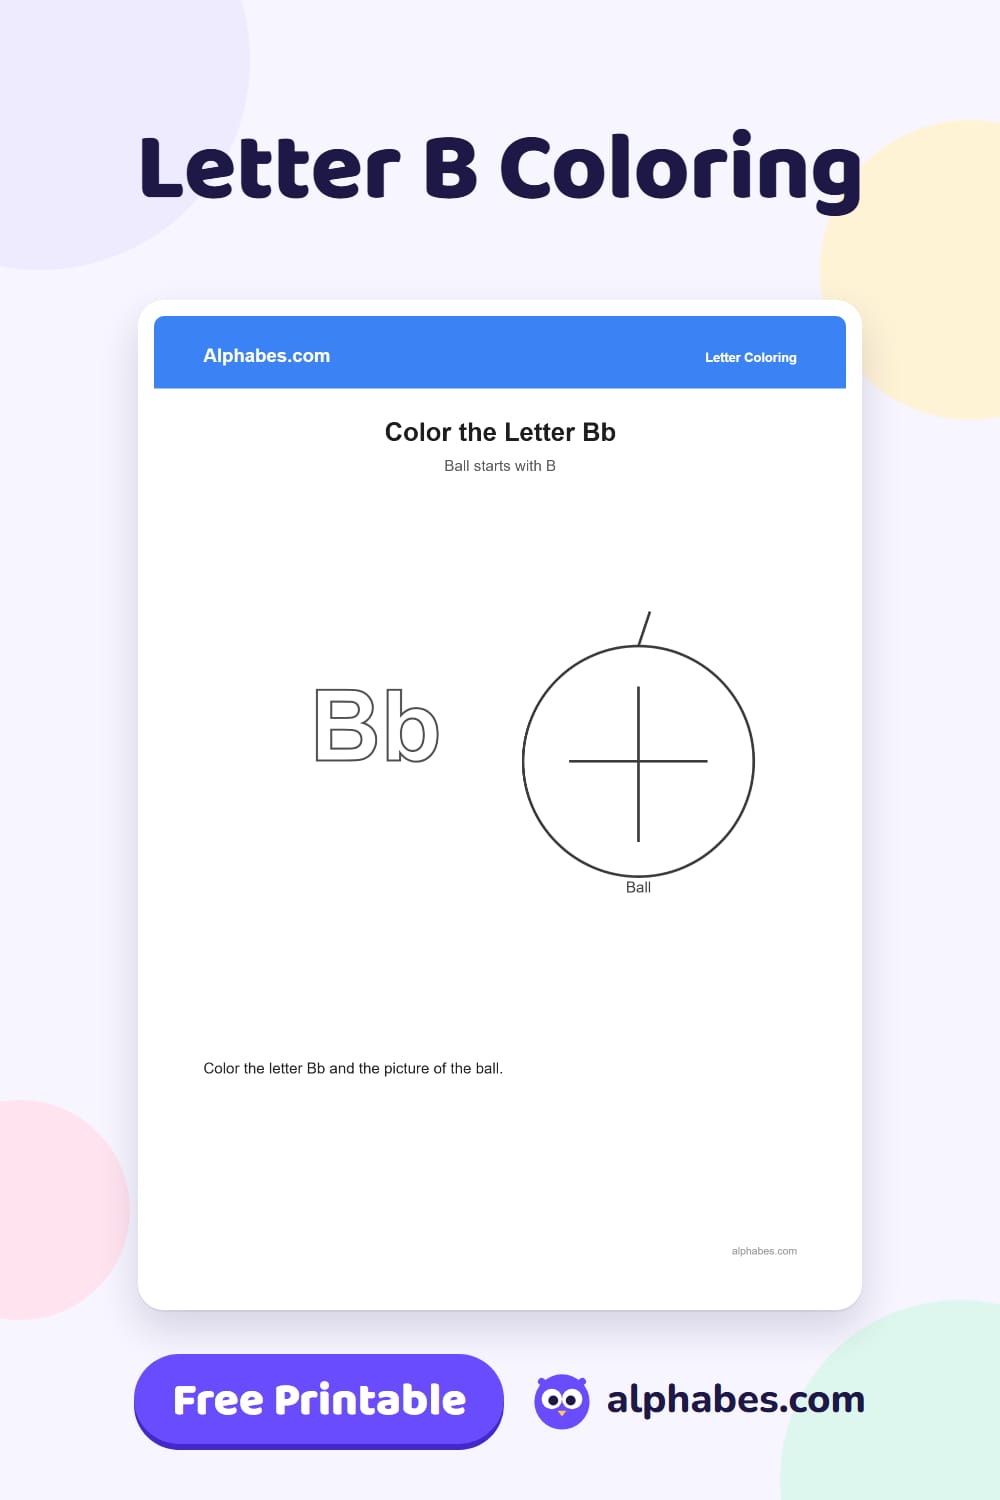 Letter B Coloring
Alphabes.com
Letter Coloring
Color the Letter Bb
Ball starts with B
Bb
Ball
Color the letter Bb and the picture of the ball.
alphabes.com
Free Printable
alphabes.com